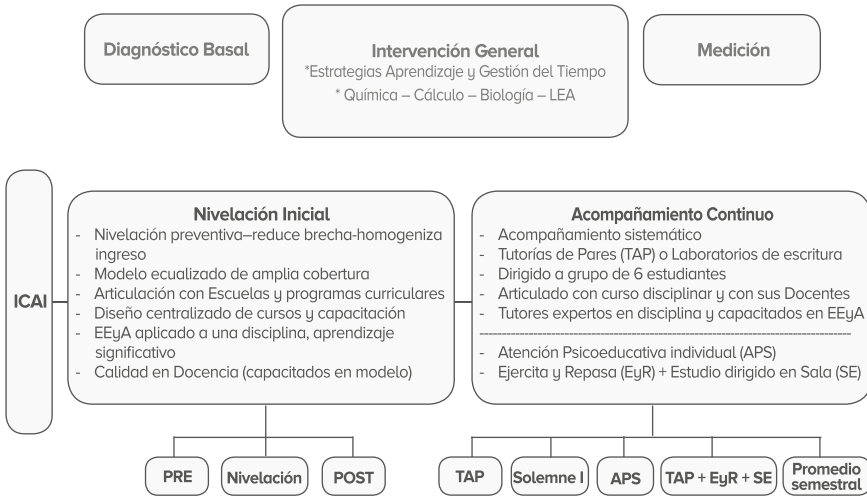 Diagnóstico Basal
Intervención General
*Estrategias Aprendizaje y Gestión del Tiempo
* Química – Cálculo – Biología – LEA
Medición
ICAI
Nivelación Inicial
- Nivelación preventiva–reduce brecha-homogeniza
ingreso
- Modelo ecualizado de amplia cobertura
- Articulación con Escuelas y programas curriculares
- Diseño centralizado de cursos y capacitación
- EEyA aplicado a una disciplina, aprendizaje
significativo
- Calidad en Docencia (capacitados en modelo)
Acompañamiento Continuo
- Acompañamiento sistemático
- Tutorías de Pares (TAP) o Laboratorios de escritura
- Dirigido a grupo de 6 estudiantes
- Articulado con curso disciplinar y con sus Docentes
- Tutores expertos en disciplina y capacitados en EEyA
- Atención Psicoeducativa individual (APS)
- Ejercita y Repasa (EyR) + Estudio dirigido en Sala (SE)
PRE
Nivelación
POST
TAP
Solemne I
APS
TAP + EyR + SE
Promedio
semestral